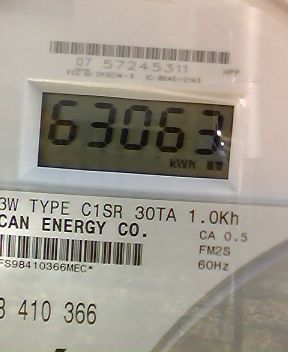 07 57245311
63063
kWh
3W TYPE C1SR 30TA 1.0Kh
CAN ENERGY CO.
CA 0.5
FM2S
60Hz
FS98410366MEC*
8 410 366